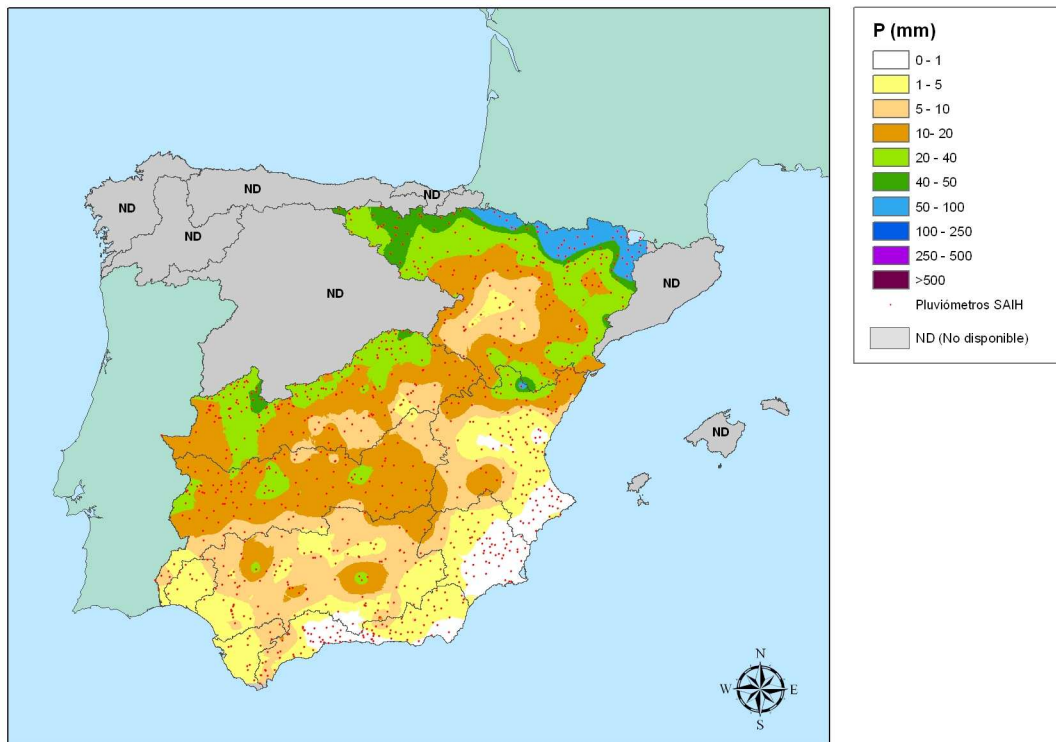 P (mm)
0 - 1
1 - 5
5 - 10
10- 20
20 - 40
40 - 50
50 - 100
100 - 250
250 - 500
>500
Pluviómetros SAIH
ND (No disponible)
ND
ND
ND
ND
ND
ND
ND
N
W E
S